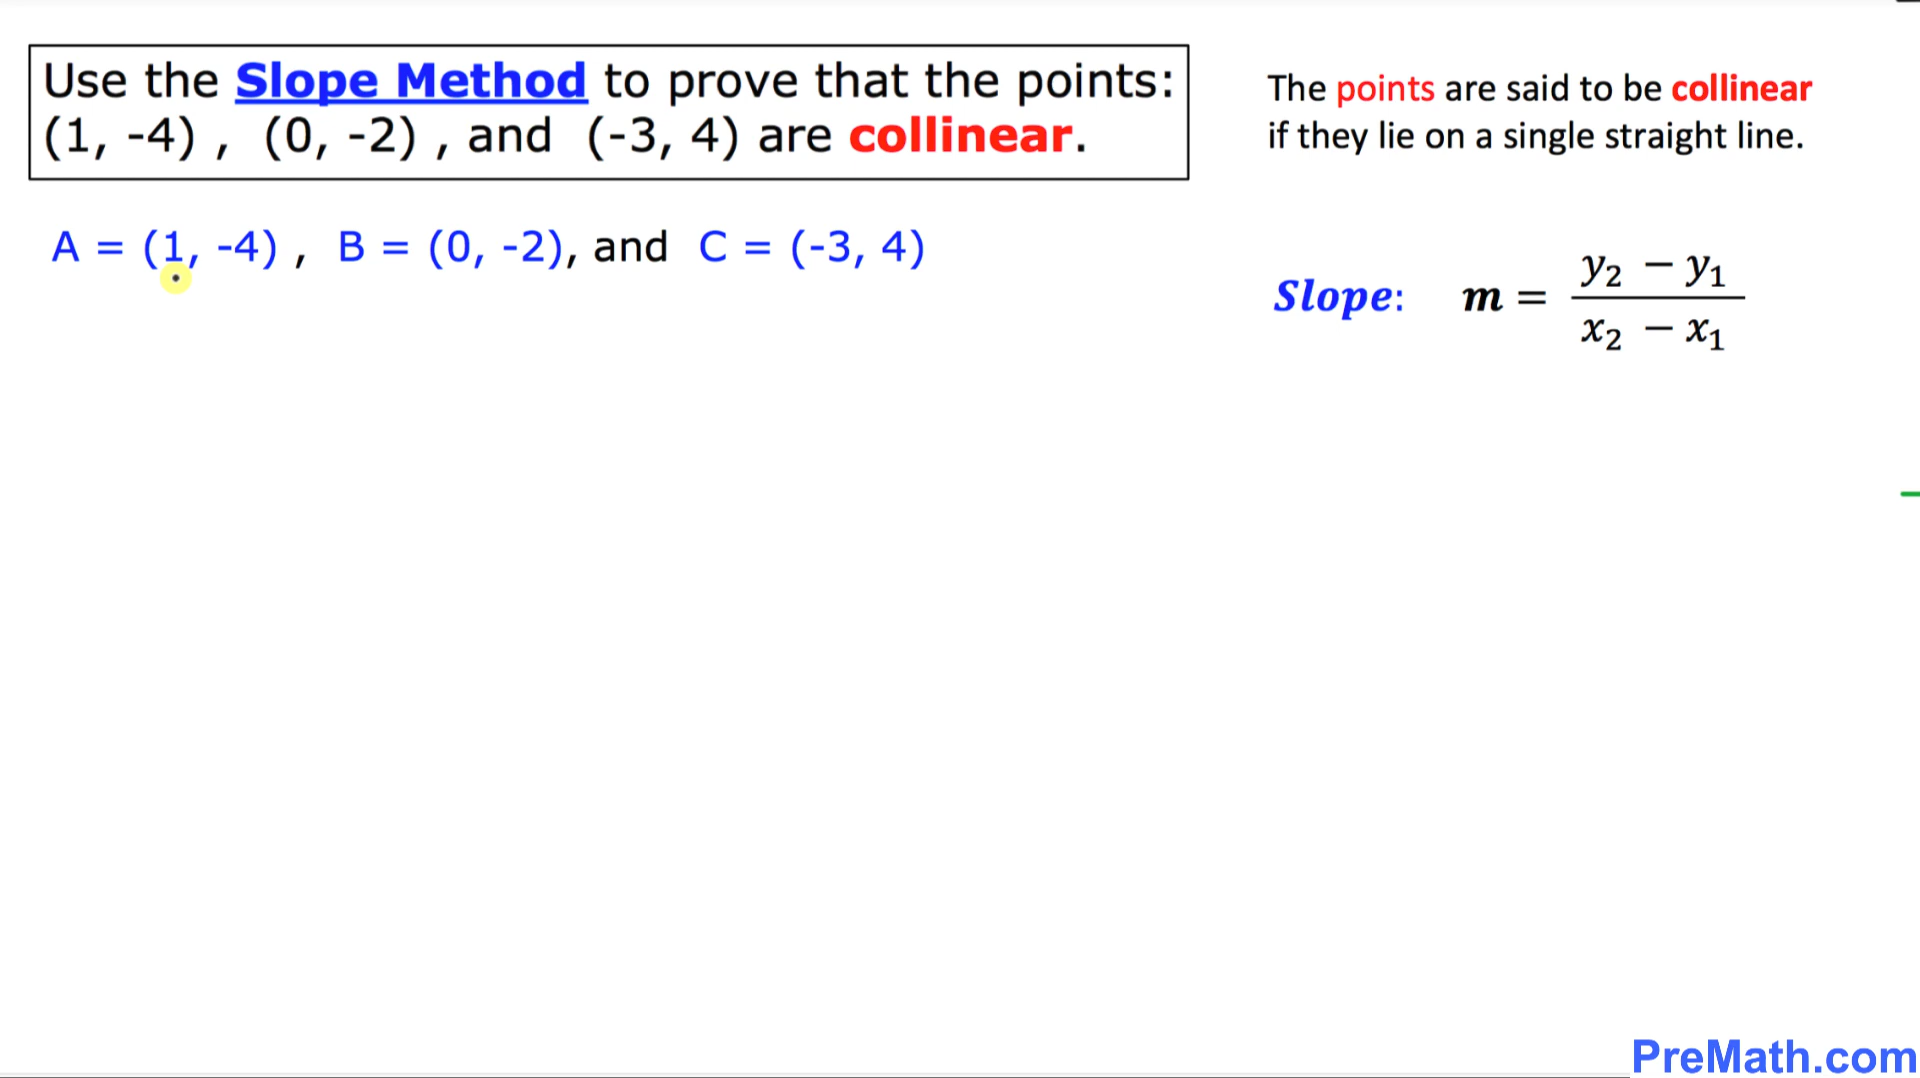 Use the Slope Method to prove that the points:
(1, -4) , (0, -2) , and (-3, 4) are collinear.
The points are said to be collinear
if they lie on a single straight line.
A = (1, -4) , B = (0, -2), and C = (-3, 4)
Slope: m = y₂ − y₁ / x₂ − x₁
PreMath.com